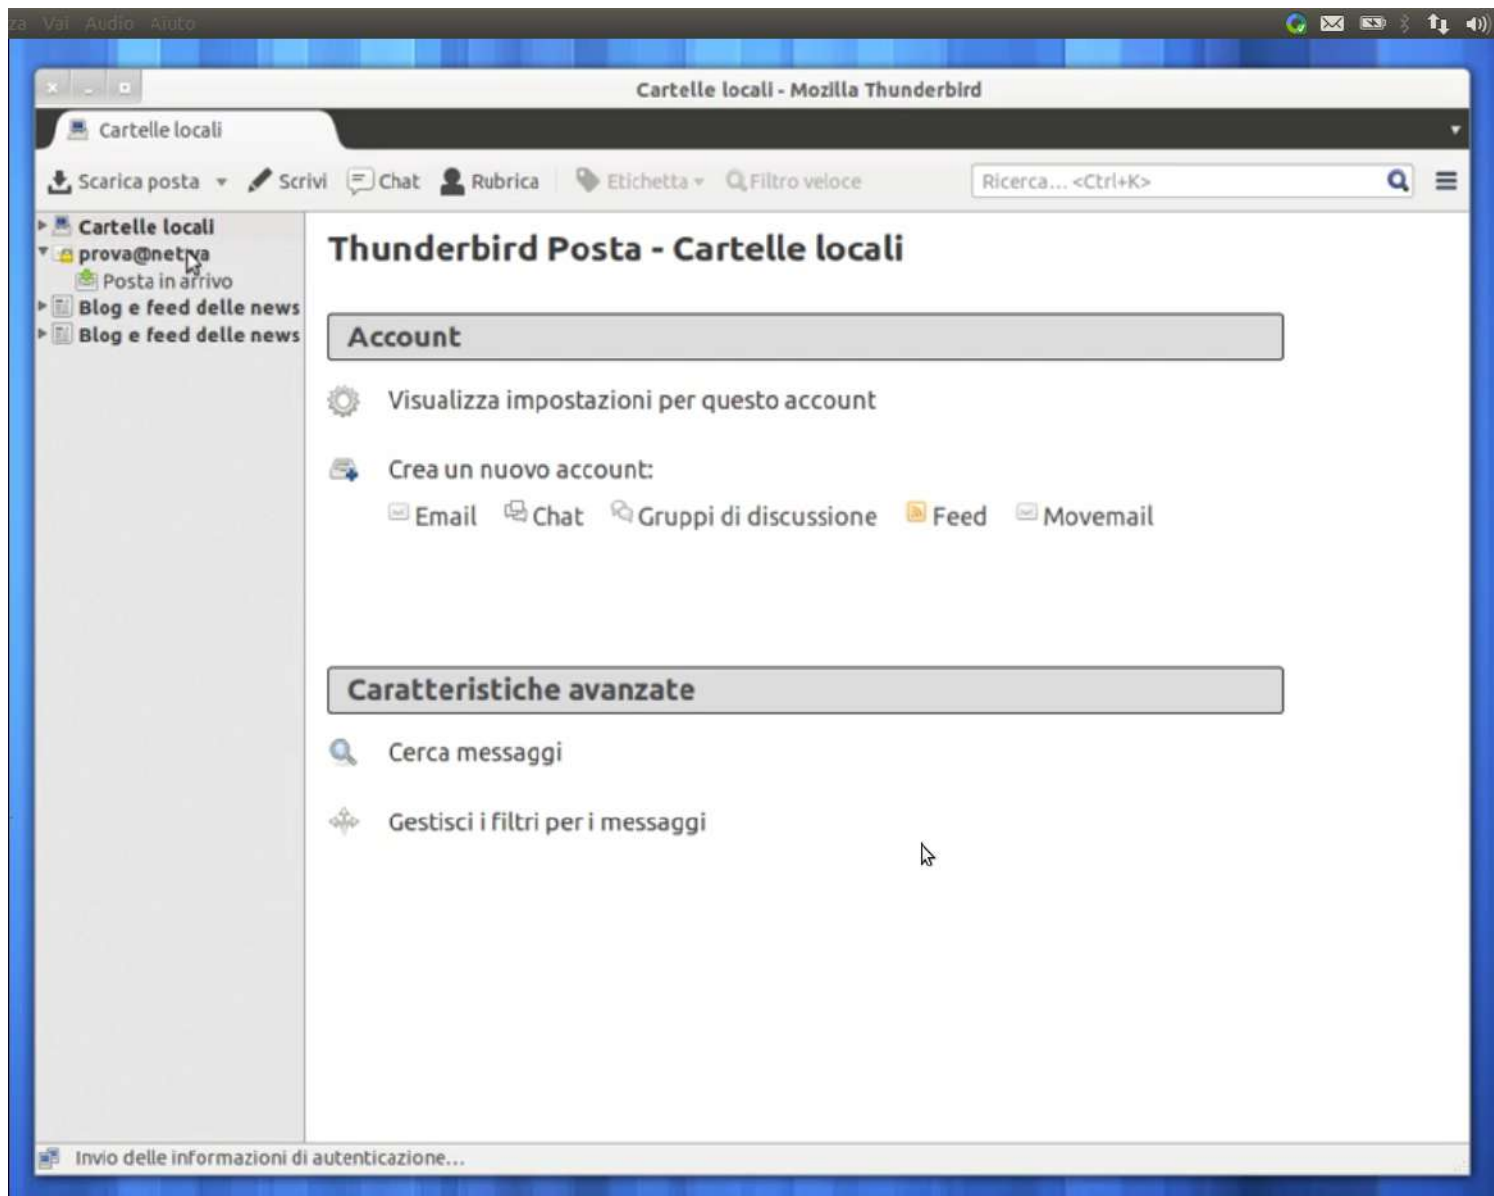 Vai Audio Aiuto
Cartelle locali - Mozilla Thunderbird
Cartelle locali
Scarica posta Scrivi Chat Rubrica Etichetta Filtro veloce Ricerca... <Ctrl+K>
Cartelle locali
Posta in arrivo
Blog e feed delle news
Blog e feed delle news
Thunderbird Posta - Cartelle locali
Account
Visualizza impostazioni per questo account
Crea un nuovo account:
Email Chat Gruppi di discussione Feed Movemail
Caratteristiche avanzate
Cerca messaggi
Gestisci i filtri per i messaggi
Invio delle informazioni di autenticazione...